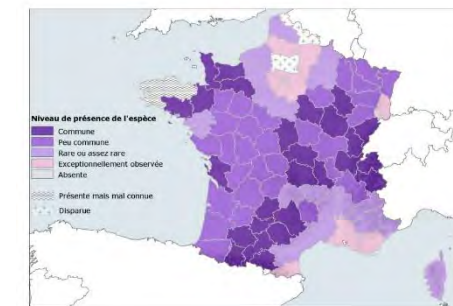 Niveau de présence de l'espèce
Commune
Peu commune
Rare ou assez rare
Exceptionnellement observée
Absente
Présente mais mal connue
Disparue